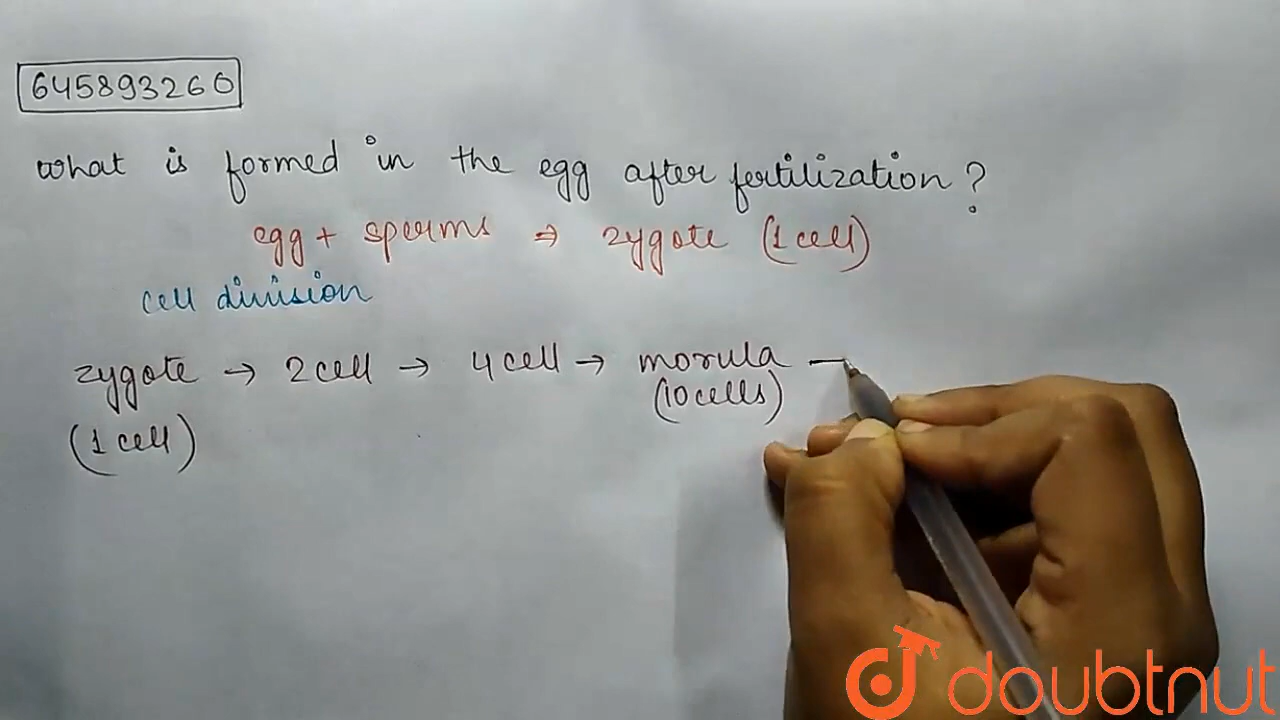 645893260
What is formed in the egg after fertilization?
egg + sperms ⇒ zygote (1 cell)
cell division
zygote → 2 cell → 4 cell → morula —
(1 cell) (10 cells)
doubtnut